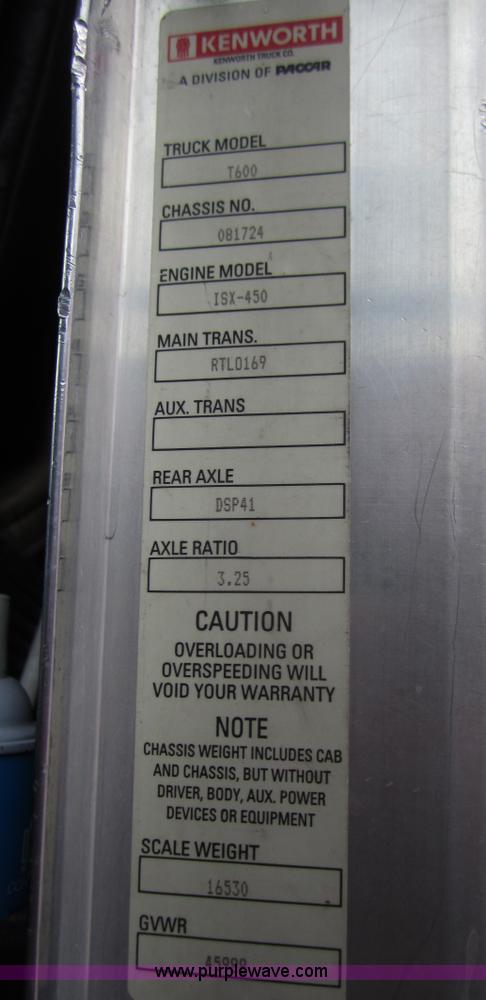 KENWORTH
KENWORTH TRUCK CO.
A DIVISION OF PACCAR
TRUCK MODEL
T600
CHASSIS NO.
081724
ENGINE MODEL
ISX-450
MAIN TRANS.
RTLO169
AUX. TRANS
REAR AXLE
DSP41
AXLE RATIO
3.25
CAUTION
OVERLOADING OR
OVERSPEEDING WILL
VOID YOUR WARRANTY
NOTE
CHASSIS WEIGHT INCLUDES CAB
AND CHASSIS, BUT WITHOUT
DRIVER, BODY, AUX. POWER
DEVICES OR EQUIPMENT
SCALE WEIGHT
16530
GVWR
www.purplewave.com